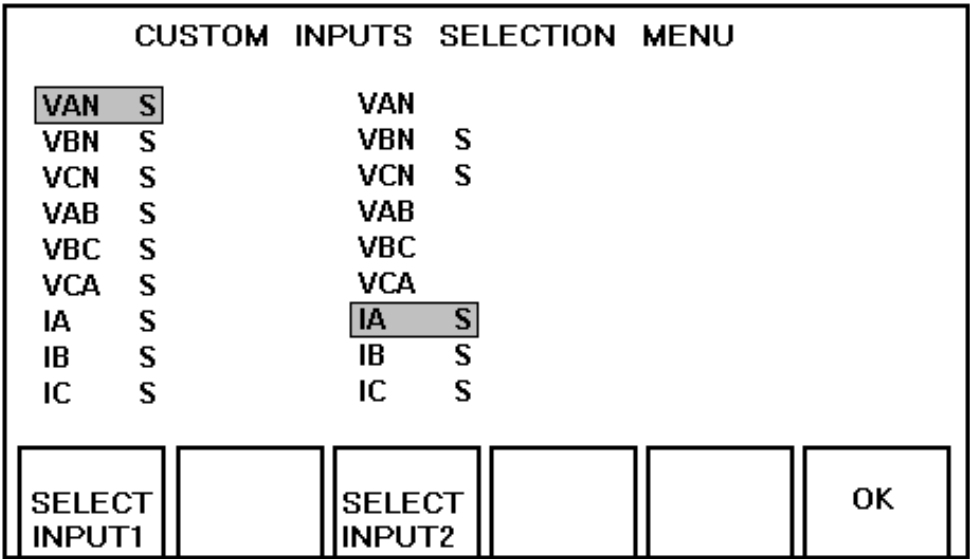 CUSTOM INPUTS SELECTION MENU
VAN S VAN
VBN S VBN S
VCN S VCN S
VAB S VAB
VBC S VBC
VCA S VCA
IA S IA S
IB S IB S
IC S IC S
SELECT SELECT OK
INPUT1 INPUT2